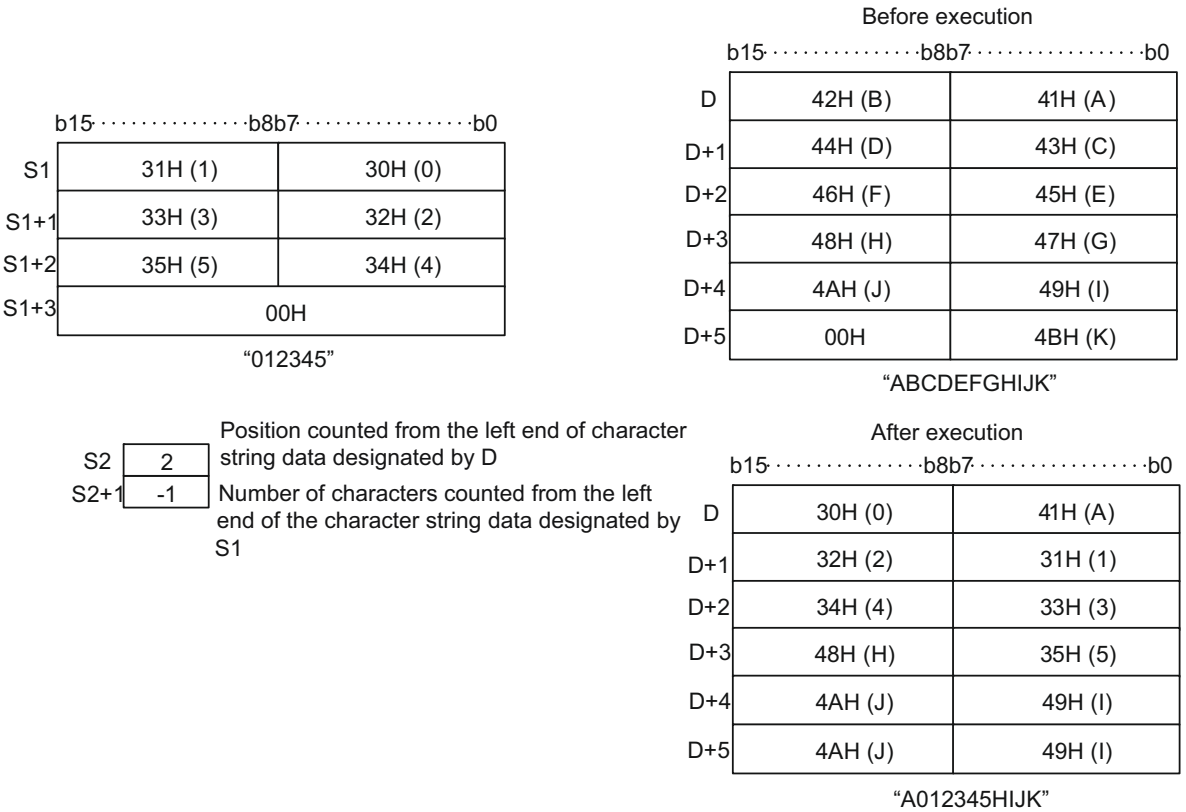 b15················b8b7··················b0
S1 31H (1) 30H (0)
S1+1 33H (3) 32H (2)
S1+2 35H (5) 34H (4)
S1+3 00H
“012345”
S2 2 Position counted from the left end of character
string data designated by D
S2+1 -1 Number of characters counted from the left
end of the character string data designated by
S1
Before execution
b15················b8b7··················b0
D 42H (B) 41H (A)
D+1 44H (D) 43H (C)
D+2 46H (F) 45H (E)
D+3 48H (H) 47H (G)
D+4 4AH (J) 49H (I)
D+5 00H 4BH (K)
“ABCDEFGHIJK”
After execution
b15················b8b7··················b0
D 30H (0) 41H (A)
D+1 32H (2) 31H (1)
D+2 34H (4) 33H (3)
D+3 48H (H) 35H (5)
D+4 4AH (J) 49H (I)
D+5 4AH (J) 49H (I)
“A012345HIJK”